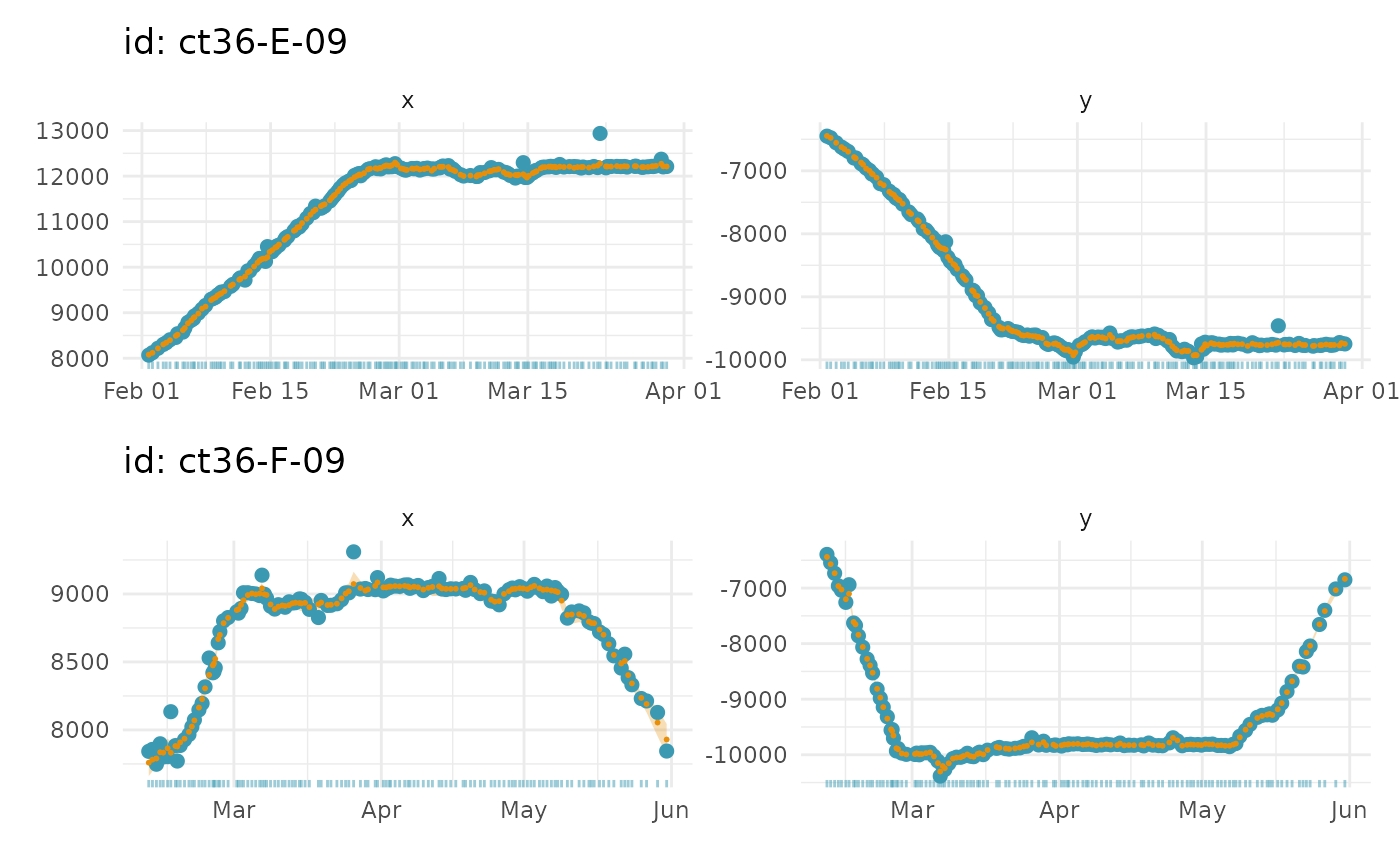 id: ct36-E-09
x
y
13000
12000
11000
10000
9000
8000
-7000
-8000
-9000
-10000
Feb 01 Feb 15 Mar 01 Mar 15 Apr 01
Feb 01 Feb 15 Mar 01 Mar 15 Apr 01
id: ct36-F-09
x
y
9000
8500
8000
-7000
-8000
-9000
-10000
Mar Apr May Jun
Mar Apr May Jun